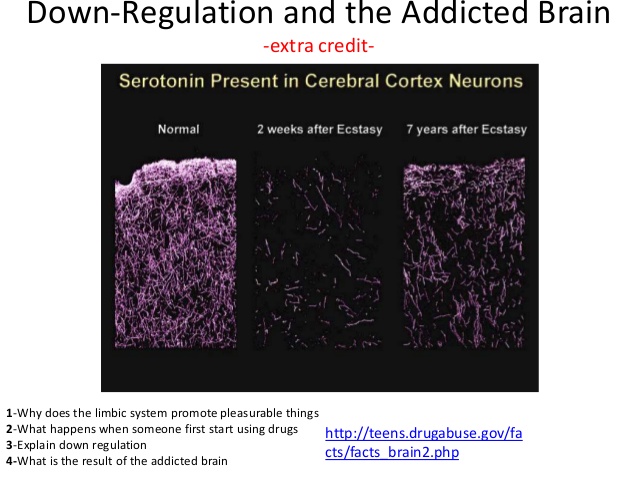 Down-Regulation and the Addicted Brain
-extra credit-
Serotonin Present in Cerebral Cortex Neurons
Normal
2 weeks after Ecstasy
7 years after Ecstasy
1-Why does the limbic system promote pleasurable things
2-What happens when someone first start using drugs
3-Explain down regulation
4-What is the result of the addicted brain
http://teens.drugabuse.gov/fa
cts/facts_brain2.php